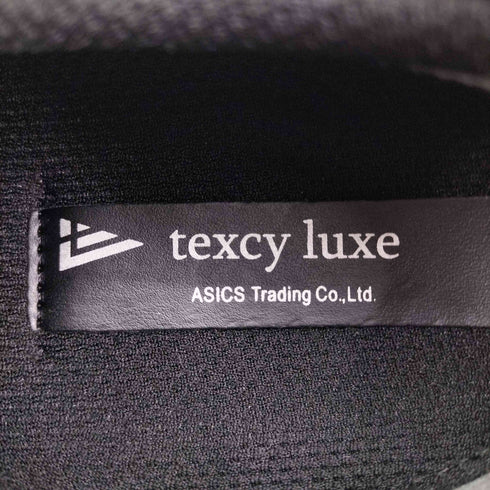 texcy luxe
ASICS Trading Co.,Ltd.